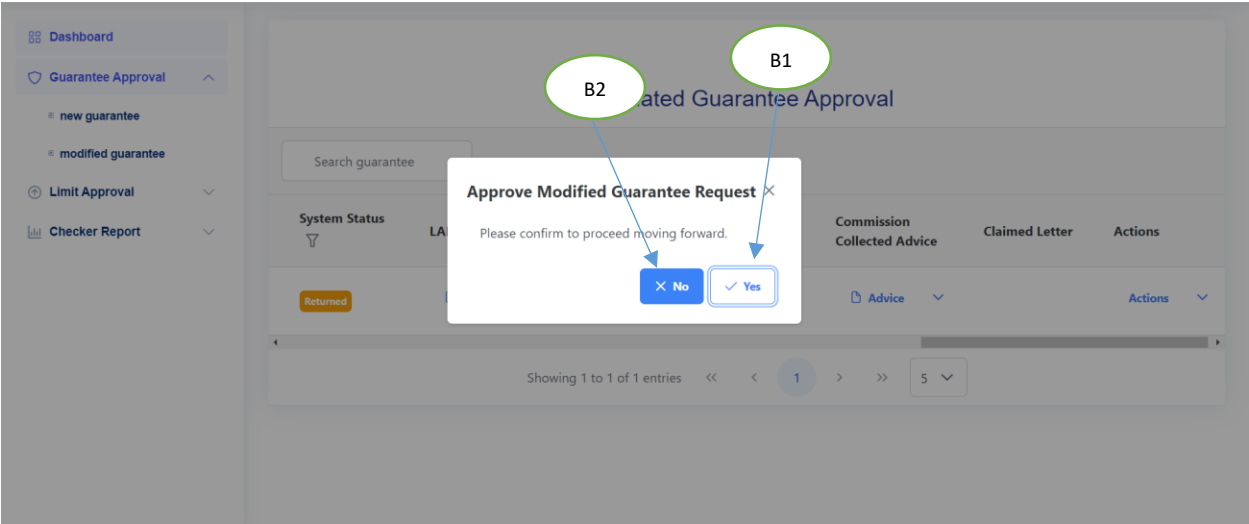 Dashboard
Guarantee Approval
new guarantee
modified guarantee
Limit Approval
Checker Report
B1
B2
ated Guarantee Approval
Search guarantee
Approve Modified Guarantee Request
Please confirm to proceed moving forward.
No
Yes
System Status
Commission
Collected Advice
Claimed Letter
Actions
Returned
Advice
Actions
Showing 1 to 1 of 1 entries
1
5